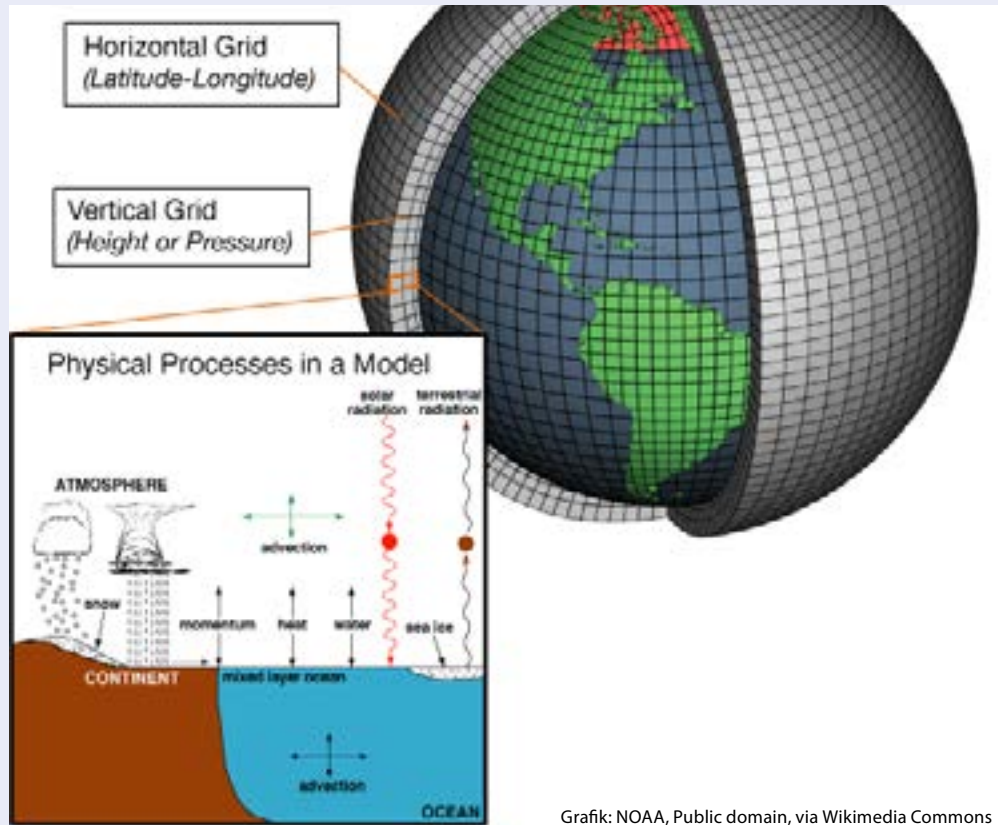 Horizontal Grid
(Latitude-Longitude)
Vertical Grid
(Height or Pressure)
Physical Processes in a Model
solar terrestrial
radiation radiation
ATMOSPHERE
advection
snow
momentum heat water sea ice
CONTINENT mixed layer ocean
advection
OCEAN
Grafik: NOAA, Public domain, via Wikimedia Commons